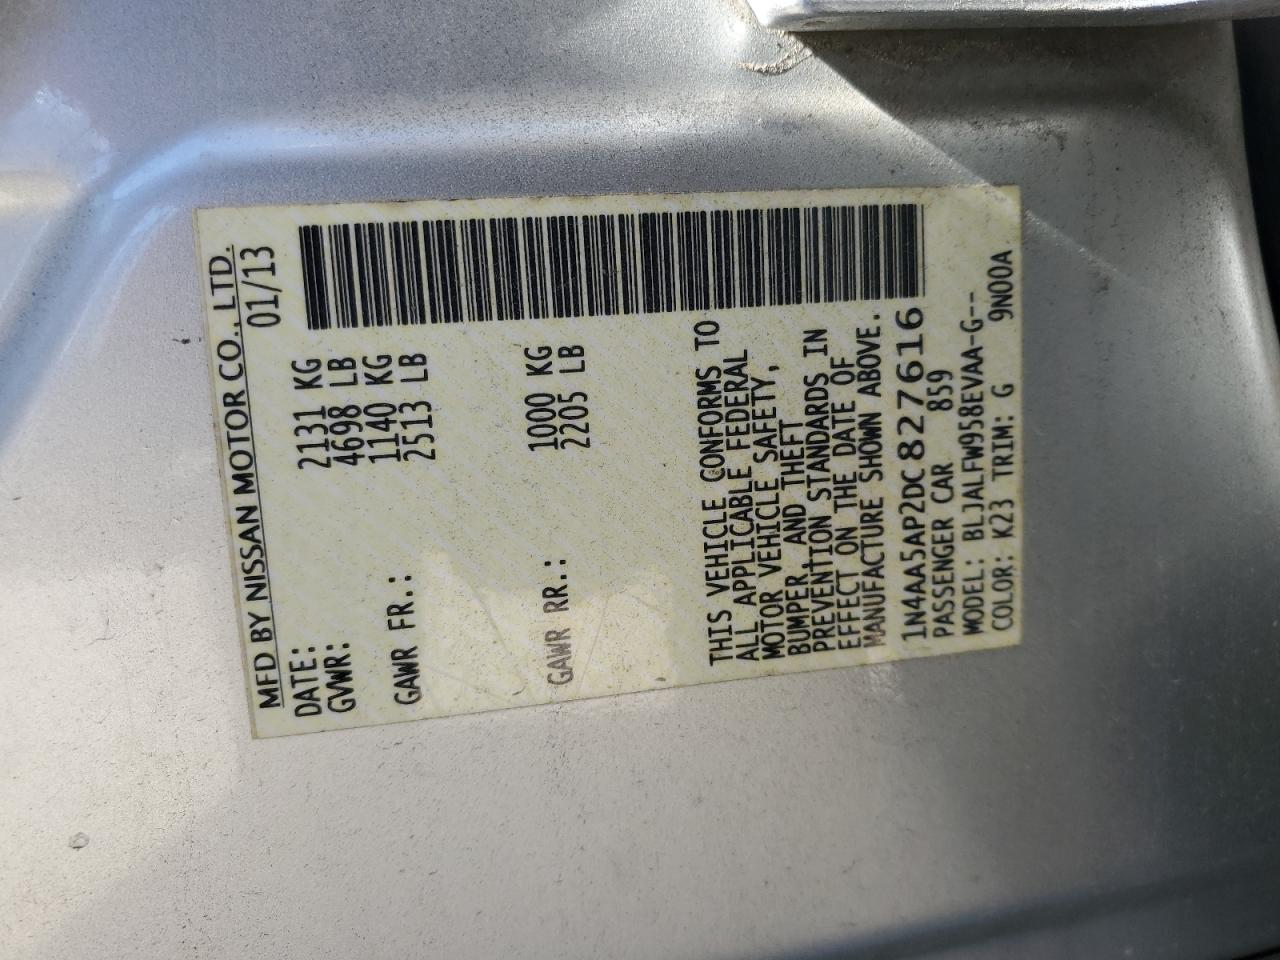 MFD BY NISSAN MOTOR CO., LTD.
DATE: 01/13
GVWR: 2131 KG
4698 LB
GAWR FR.: 1140 KG
2513 LB
GAWR RR.: 1000 KG
2205 LB
THIS VEHICLE CONFORMS TO
ALL APPLICABLE FEDERAL
MOTOR VEHICLE SAFETY,
BUMPER, AND THEFT
PREVENTION STANDARDS IN
EFFECT ON THE DATE OF
MANUFACTURE SHOWN ABOVE.
1N4AA5AP2DC827616
PASSENGER CAR 859
MODEL: BLJALFW958EVAA-G--
COLOR: K23 TRIM: G 9N00A